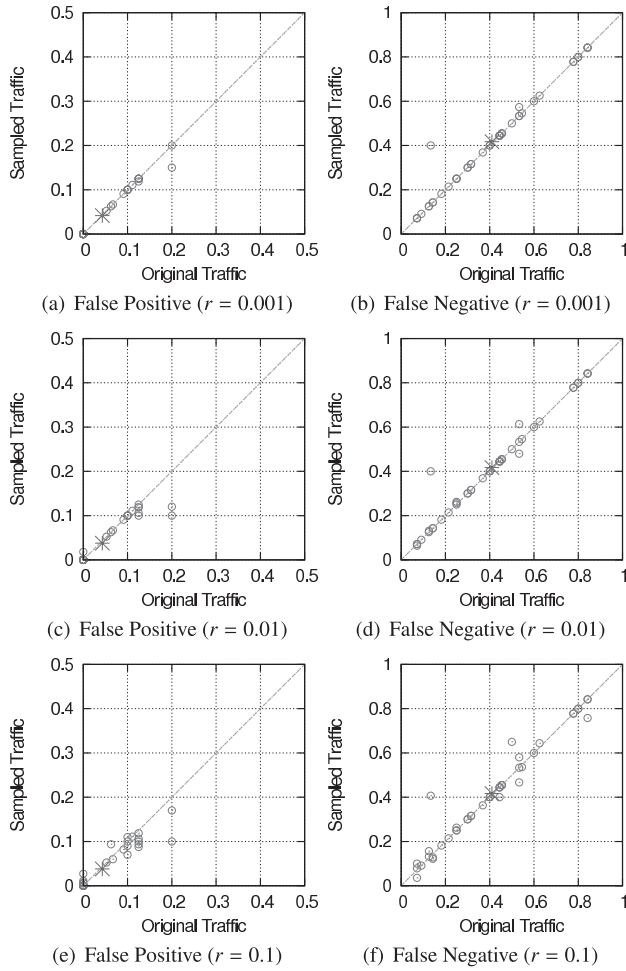 0.5
0.4
0.3
0.2
0.1
0
0 0.1 0.2 0.3 0.4 0.5
Sampled Traffic
Original Traffic
(a) False Positive (r = 0.001)
1
0.8
0.6
0.4
0.2
0
0 0.2 0.4 0.6 0.8 1
Sampled Traffic
Original Traffic
(b) False Negative (r = 0.001)
0.5
0.4
0.3
0.2
0.1
0
0 0.1 0.2 0.3 0.4 0.5
Sampled Traffic
Original Traffic
(c) False Positive (r = 0.01)
1
0.8
0.6
0.4
0.2
0
0 0.2 0.4 0.6 0.8 1
Sampled Traffic
Original Traffic
(d) False Negative (r = 0.01)
0.5
0.4
0.3
0.2
0.1
0
0 0.1 0.2 0.3 0.4 0.5
Sampled Traffic
Original Traffic
(e) False Positive (r = 0.1)
1
0.8
0.6
0.4
0.2
0
0 0.2 0.4 0.6 0.8 1
Sampled Traffic
Original Traffic
(f) False Negative (r = 0.1)